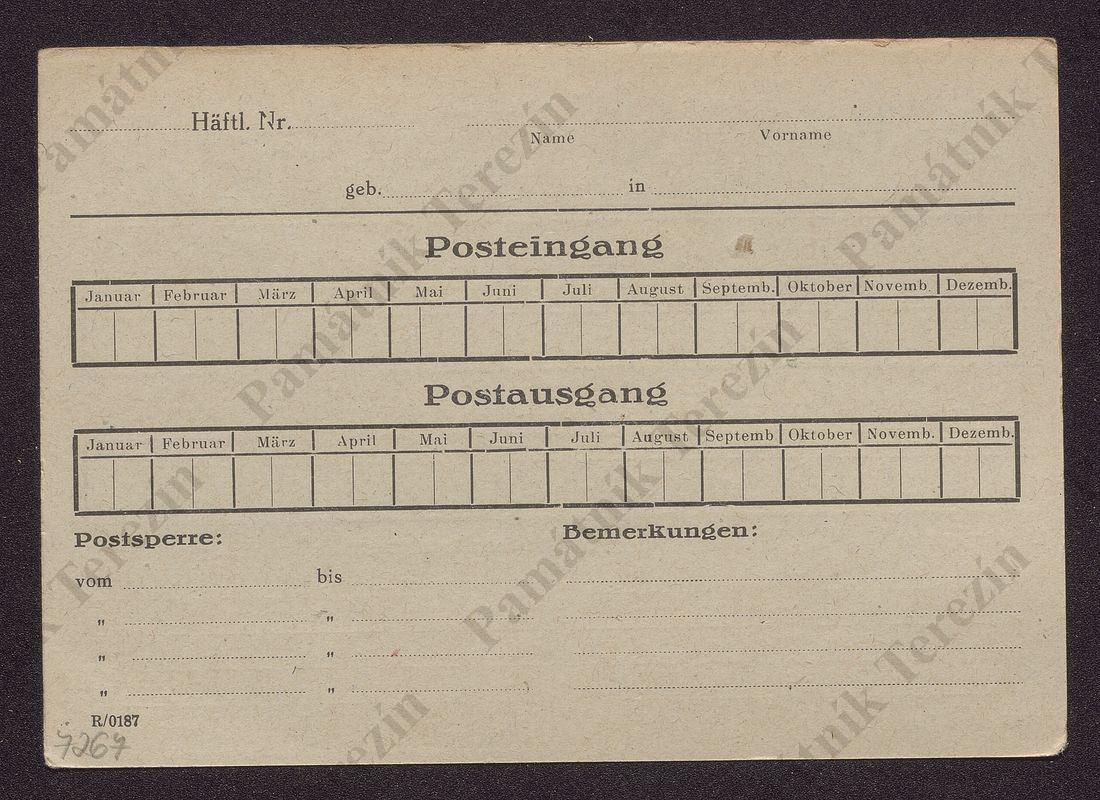 Häftl. Nr.
Name Vorname
geb. in
Posteingang
Januar Februar März April Mai Juni Juli August Septemb. Oktober Novemb. Dezemb.
Postausgang
Januar Februar März April Mai Juni Juli August Septemb Oktober Novemb. Dezemb.
Postsperre: Bemerkungen:
vom bis
„ „
„ „
„ „
R/0187
7267
Památník Terezín